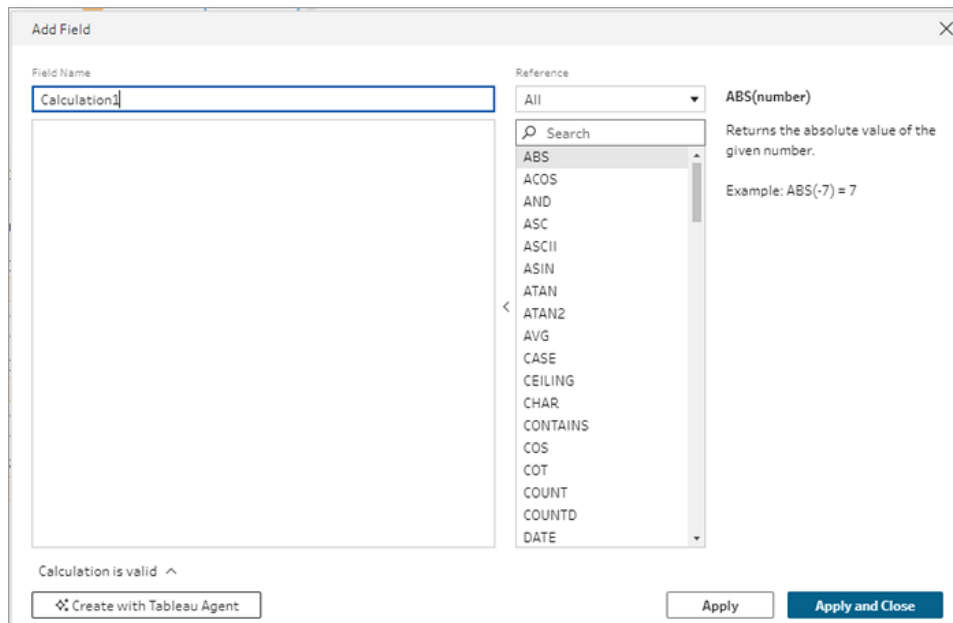 Add Field
Field Name
Calculation1
Reference
All
Search
ABS
ACOS
AND
ASC
ASCII
ASIN
ATAN
ATAN2
AVG
CASE
CEILING
CHAR
CONTAINS
COS
COT
COUNT
COUNTD
DATE
ABS(number)
Returns the absolute value of the
given number.
Example: ABS(-7) = 7
Calculation is valid
Create with Tableau Agent
Apply
Apply and Close